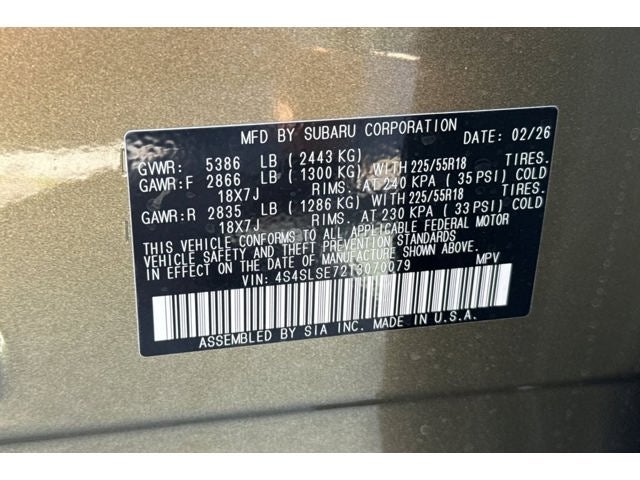 MFD BY SUBARU CORPORATION DATE: 02/26
GVWR: 5386 LB (2443 KG)
GAWR:F 2866 LB (1300 KG) WITH 225/55R18 TIRES.
18X7J RIMS. AT 240 KPA (35 PSI) COLD
GAWR:R 2835 LB (1286 KG) WITH 225/55R18 TIRES.
18X7J RIMS. AT 230 KPA (33 PSI) COLD
THIS VEHICLE CONFORMS TO ALL APPLICABLE FEDERAL MOTOR
VEHICLE SAFETY AND THEFT PREVENTION STANDARDS
IN EFFECT ON THE DATE OF MANUFACTURE SHOWN ABOVE.
VIN: 4S4SLSE72T3070079 MPV
ASSEMBLED BY SIA INC. MADE IN U.S.A.